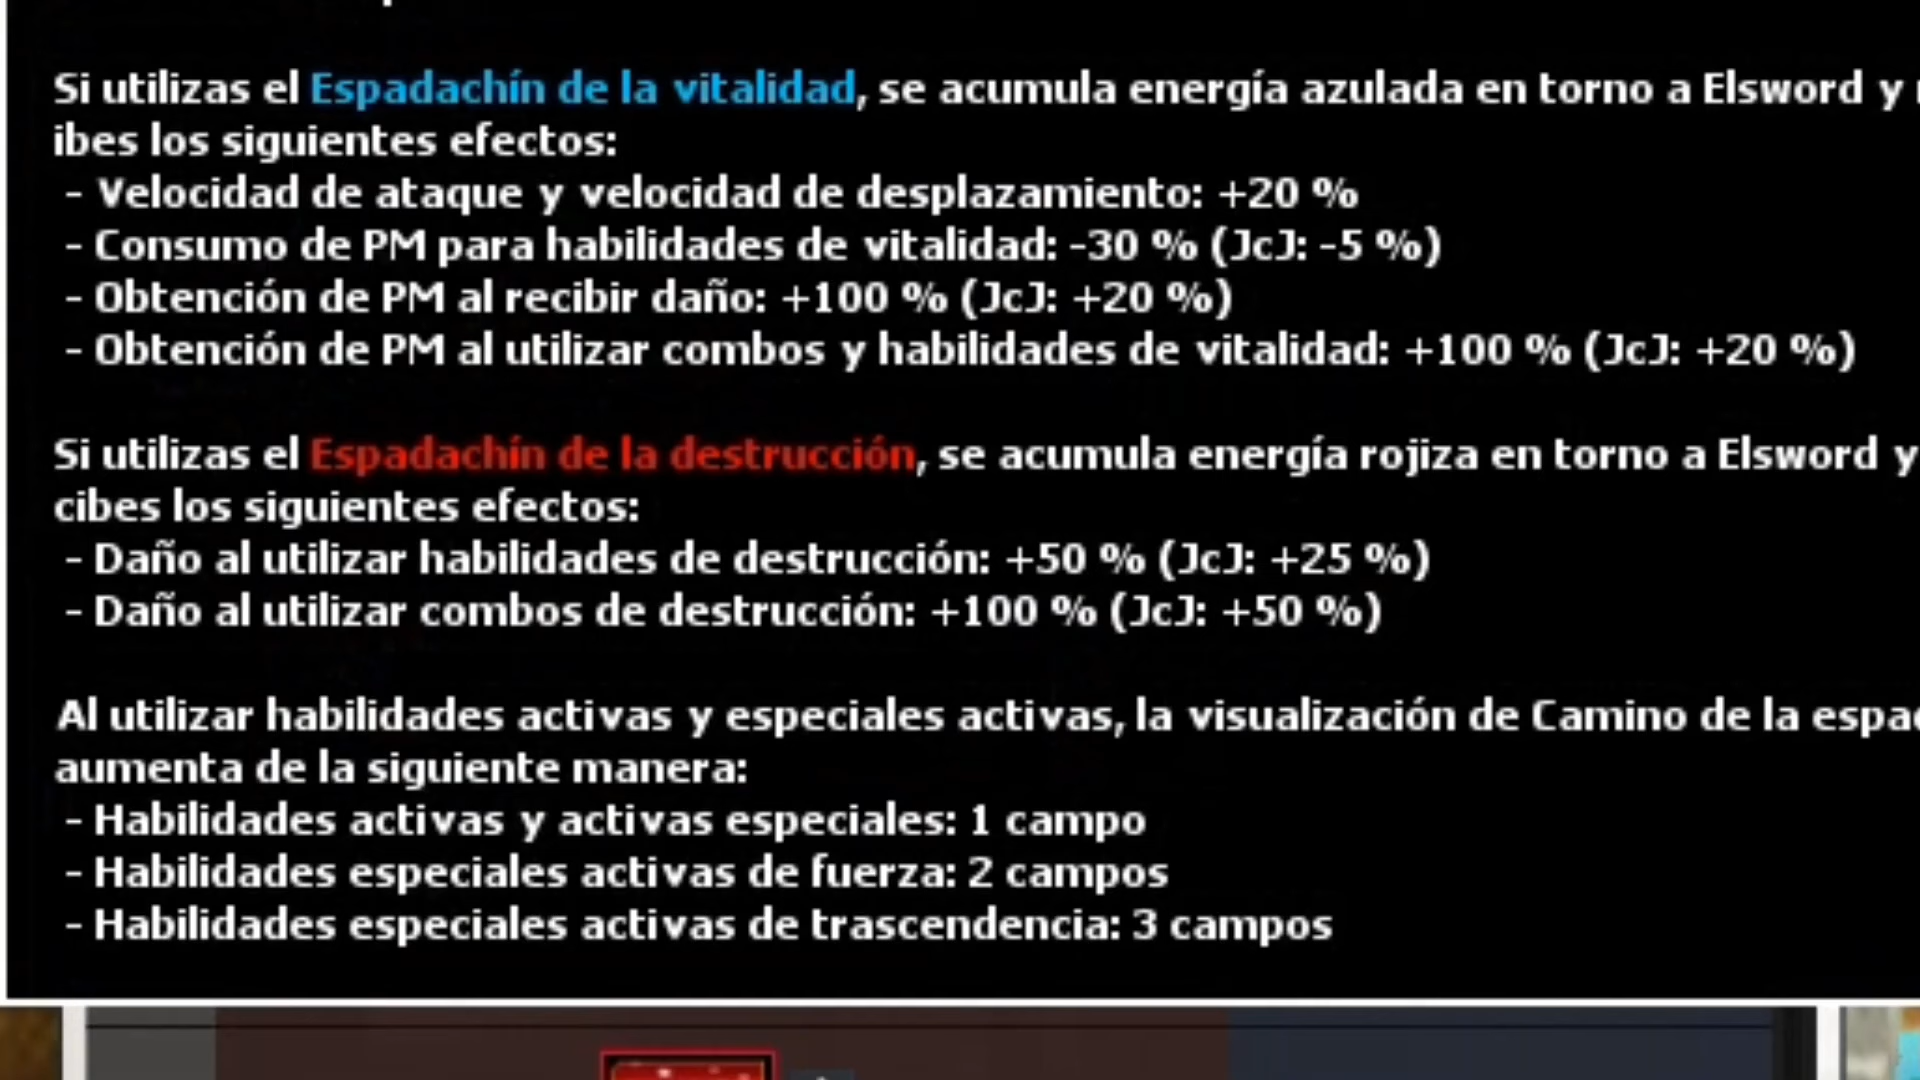 Si utilizas el Espadachín de la vitalidad, se acumula energía azulada en torno a Elsword y
ibes los siguientes efectos:
- Velocidad de ataque y velocidad de desplazamiento: +20 %
- Consumo de PM para habilidades de vitalidad: -30 % (JcJ: -5 %)
- Obtención de PM al recibir daño: +100 % (JcJ: +20 %)
- Obtención de PM al utilizar combos y habilidades de vitalidad: +100 % (JcJ: +20 %)
Si utilizas el Espadachín de la destrucción, se acumula energía rojiza en torno a Elsword y
cibes los siguientes efectos:
- Daño al utilizar habilidades de destrucción: +50 % (JcJ: +25 %)
- Daño al utilizar combos de destrucción: +100 % (JcJ: +50 %)
Al utilizar habilidades activas y especiales activas, la visualización de Camino de la espa
aumenta de la siguiente manera:
- Habilidades activas y activas especiales: 1 campo
- Habilidades especiales activas de fuerza: 2 campos
- Habilidades especiales activas de trascendencia: 3 campos